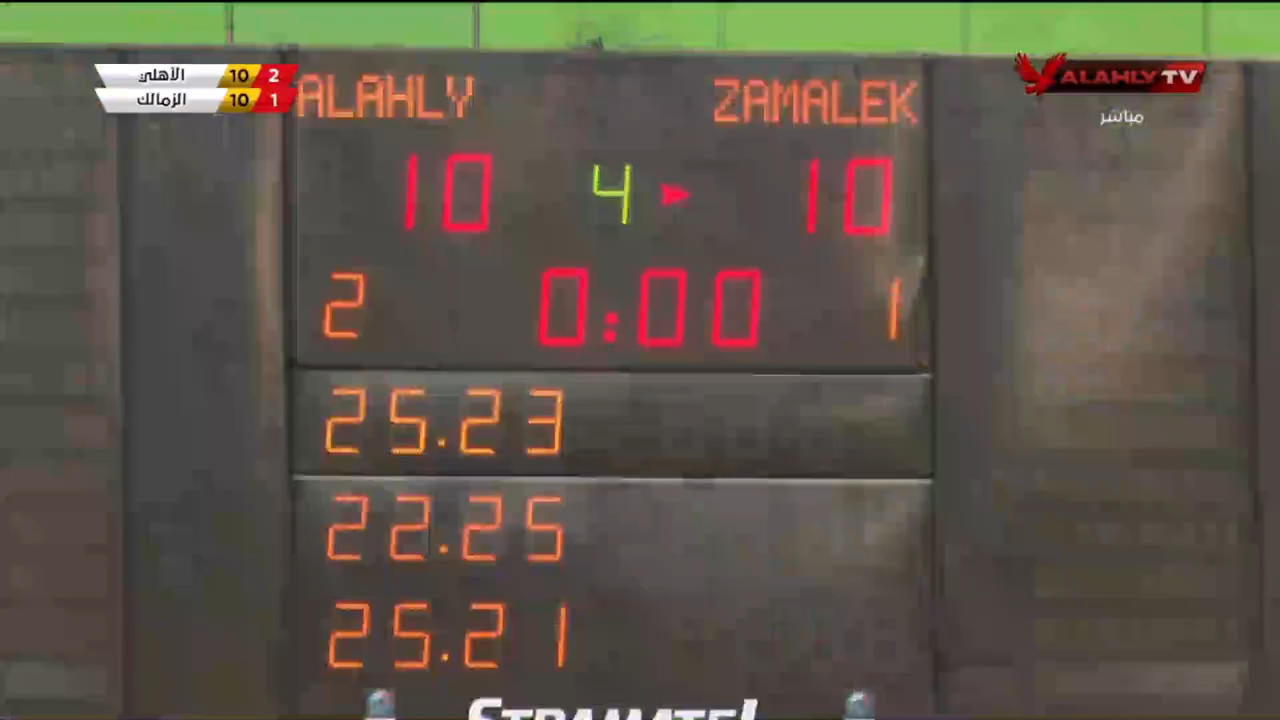 الأهلي 10 2
الزمالك 10 1
ALAHLY TV
مباشر
ALAHLY ZAMALEK
10 4 10
2 0:00 1
25.23
22.25
25.21
STRAMATEL